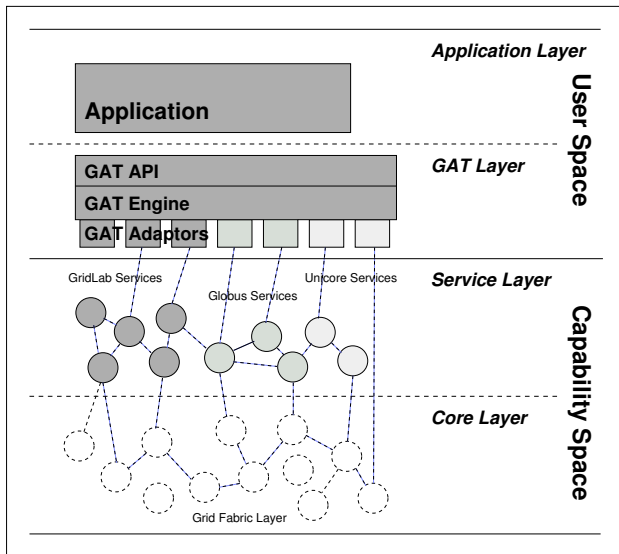 Application Layer
Application
User Space
GAT API
GAT Layer
GAT Engine
GAT Adaptors
GridLab Services
Unicore Services
Service Layer
Globus Services
Capability Space
Core Layer
Grid Fabric Layer